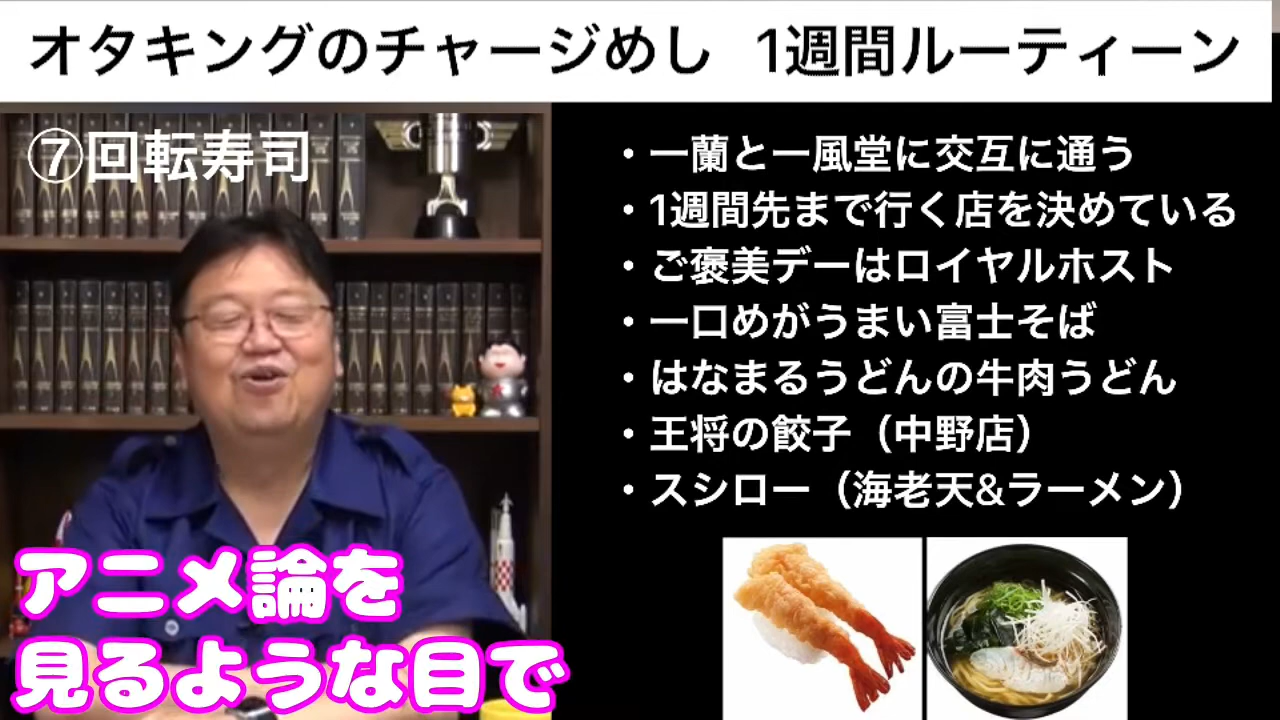 オタキングのチャージめし 1週間ルーティーン
⑦回転寿司
・一蘭と一風堂に交互に通う
・1週間先まで行く店を決めている
・ご褒美デーはロイヤルホスト
・一口めがうまい富士そば
・はなまるうどんの牛肉うどん
・王将の餃子（中野店）
・スシロー（海老天&ラーメン）
アニメ論を
見るような目で